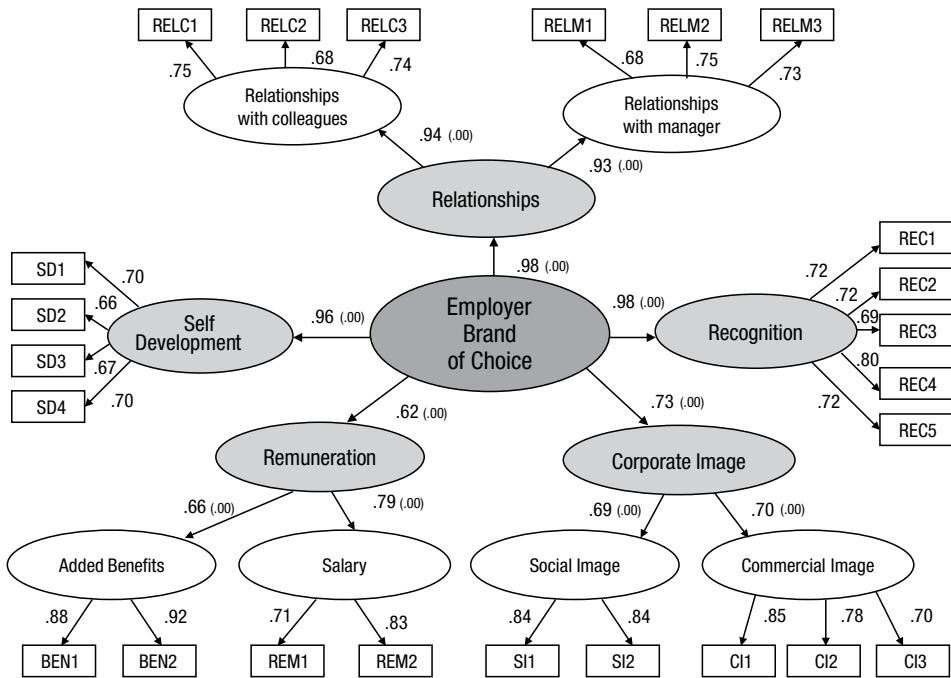 RELC1
RELC2
RELC3
RELM1
RELM2
RELM3
.75
.68
.74
.68
.75
.73
Relationships
with colleagues
Relationships
with manager
.94 (.00)
.93 (.00)
Relationships
.98 (.00)
SD1
SD2
SD3
SD4
.70
.66
.67
.70
Self
Development
.96 (.00)
Employer
Brand
of Choice
.98 (.00)
Recognition
.72
.72
.69
.80
.72
REC1
REC2
REC3
REC4
REC5
.62 (.00)
.73 (.00)
Remuneration
Corporate Image
.66 (.00)
.79 (.00)
.69 (.00)
.70 (.00)
Added Benefits
Salary
Social Image
Commercial Image
.88
.92
.71
.83
.84
.84
.85
.78
.70
BEN1
BEN2
REM1
REM2
SI1
SI2
CI1
CI2
CI3